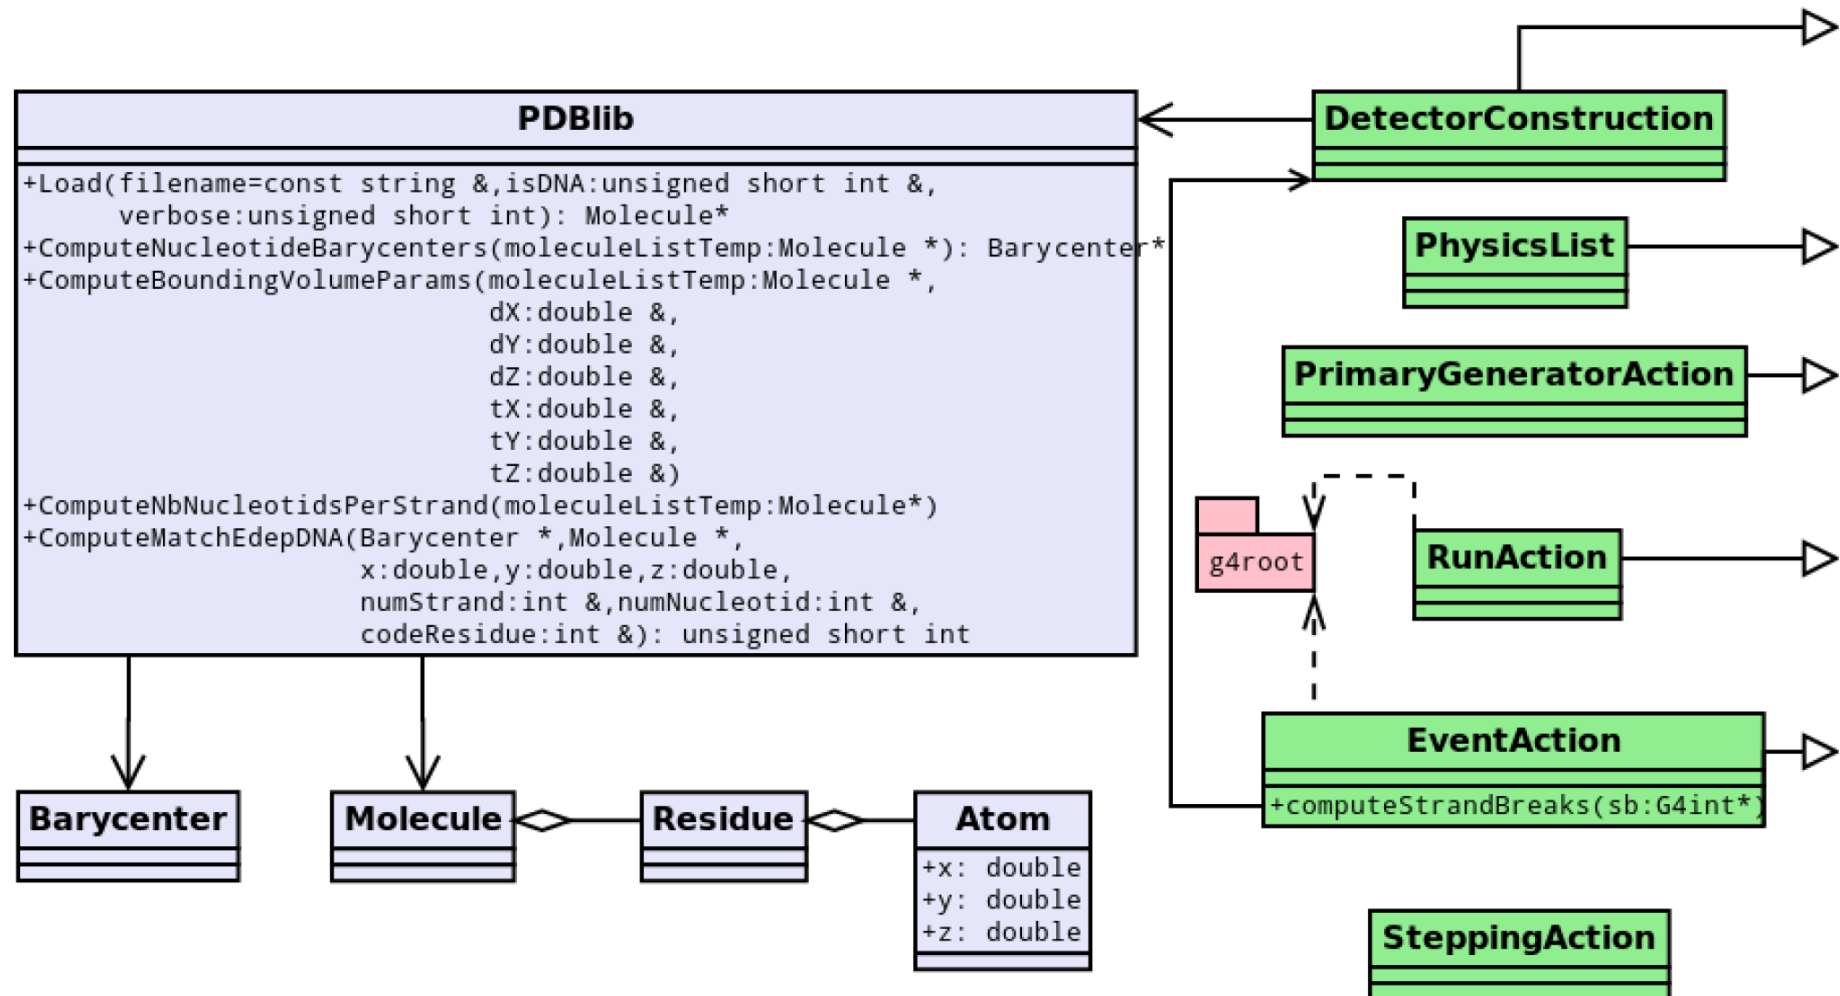 PDBlib
+Load(filename=const string &,isDNA:unsigned short int &,
verbose:unsigned short int): Molecule*
+ComputeNucleotideBarycenters(moleculeListTemp:Molecule *): Barycenter*
+ComputeBoundingVolumeParams(moleculeListTemp:Molecule *,
dX:double &,
dY:double &,
dZ:double &,
tX:double &,
tY:double &,
tZ:double &)
+ComputeNbNucleotidsPerStrand(moleculeListTemp:Molecule*)
+ComputeMatchEdepDNA(Barycenter *,Molecule *,
x:double,y:double,z:double,
numStrand:int &,numNucleotid:int &,
codeResidue:int &): unsigned short int
Barycenter
Molecule
Residue
Atom
+x: double
+y: double
+z: double
DetectorConstruction
PhysicsList
PrimaryGeneratorAction
g4root
RunAction
EventAction
+computeStrandBreaks(sb:G4int*)
SteppingAction